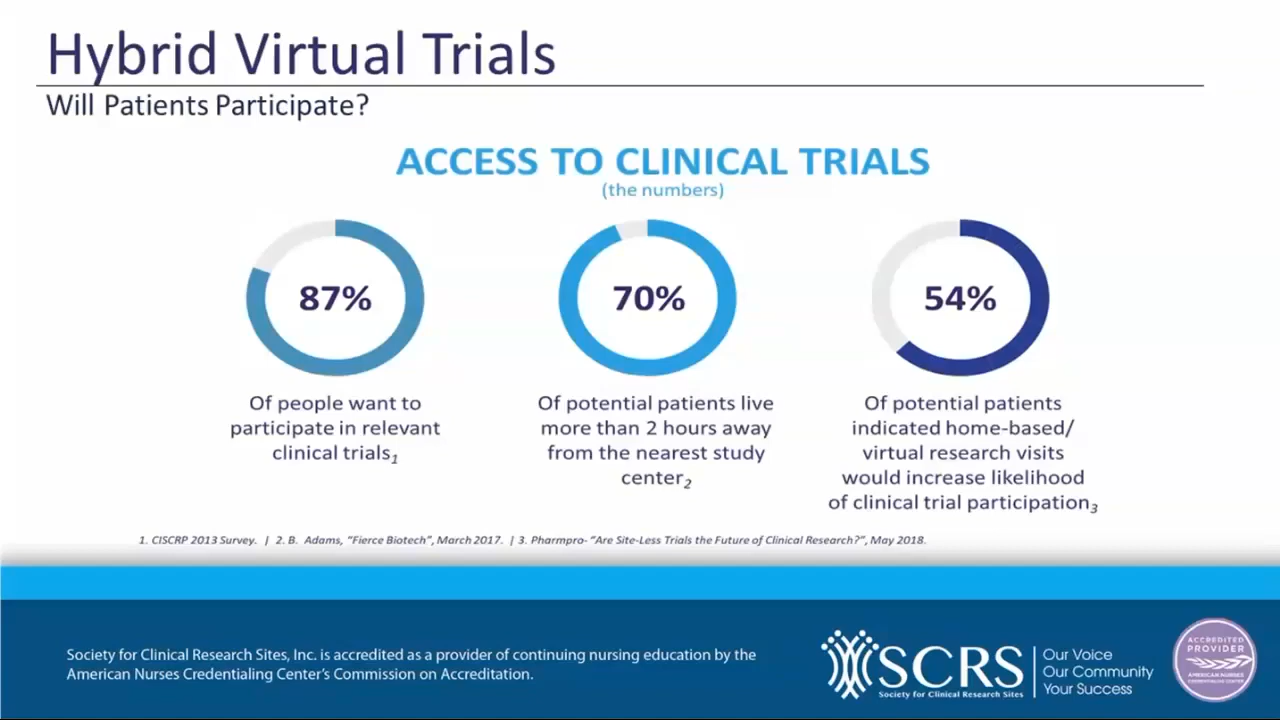 Hybrid Virtual Trials
Will Patients Participate?
ACCESS TO CLINICAL TRIALS
(the numbers)
87%
Of people want to
participate in relevant
clinical trials1
70%
Of potential patients live
more than 2 hours away
from the nearest study
center2
54%
Of potential patients
indicated home-based/
virtual research visits
would increase likelihood
of clinical trial participation3
1. CISCRP 2013 Survey. | 2. B. Adams, “Fierce Biotech”, March 2017. | 3. Pharmpro- “Are Site-Less Trials the Future of Clinical Research?”, May 2018.
Society for Clinical Research Sites, Inc. is accredited as a provider of continuing nursing education by the
American Nurses Credentialing Center’s Commission on Accreditation.
SCRS
Society for Clinical Research Sites
Our Voice
Our Community
Your Success
ACCREDITED
PROVIDER
AMERICAN NURSES
CREDENTIALING CENTER